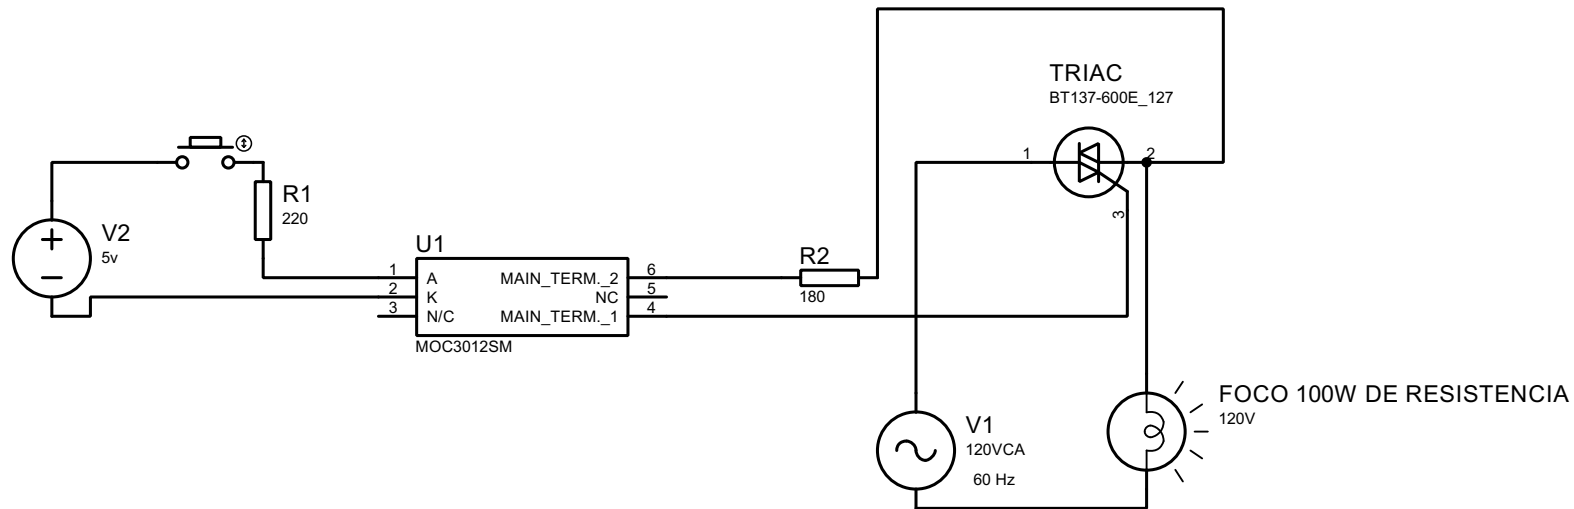 TRIAC
BT137-600E_127
1
2
3
V2
5v
R1
220
U1
1
A
2
K
3
N/C
MAIN_TERM._2
6
NC
5
MAIN_TERM._1
4
MOC3012SM
R2
180
V1
120VCA
60 Hz
FOCO 100W DE RESISTENCIA
120V